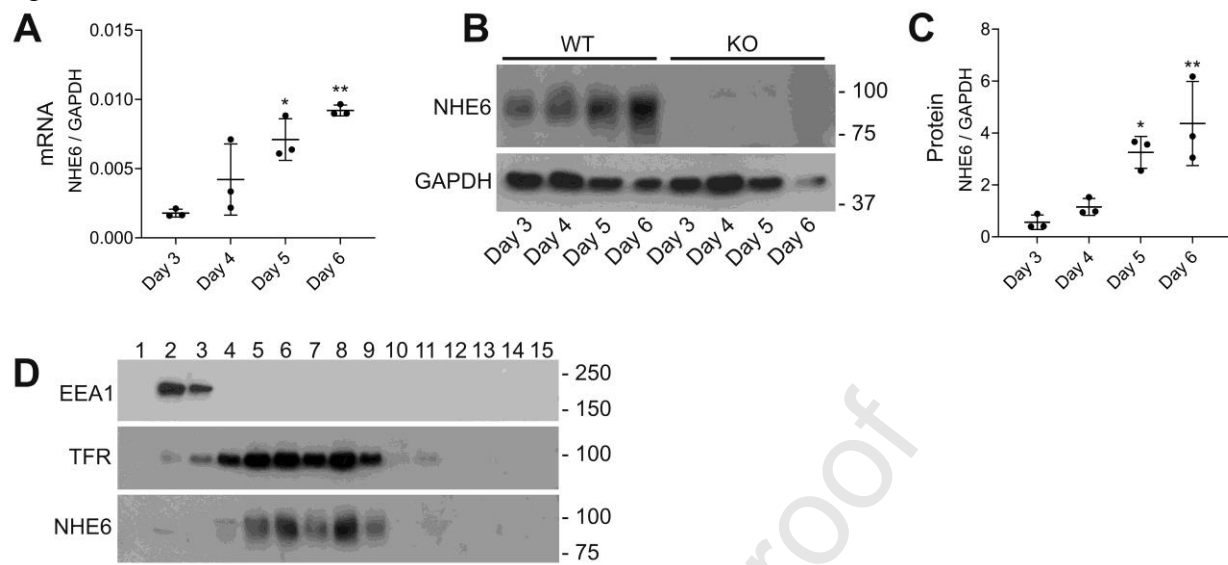 A
0.015
0.010
0.005
0.000
mRNA
NHE6 / GAPDH
*
**
Day 3
Day 4
Day 5
Day 6
B
WT KO
NHE6
- 100
- 75
GAPDH
- 37
Day 3 Day 4 Day 5 Day 6 Day 3 Day 4 Day 5 Day 6
C
8
6
4
2
0
Protein
NHE6 / GAPDH
*
**
Day 3
Day 4
Day 5
Day 6
D
1 2 3 4 5 6 7 8 9 10 11 12 13 14 15
EEA1
- 250
- 150
TFR
- 100
NHE6
- 100
- 75
roof